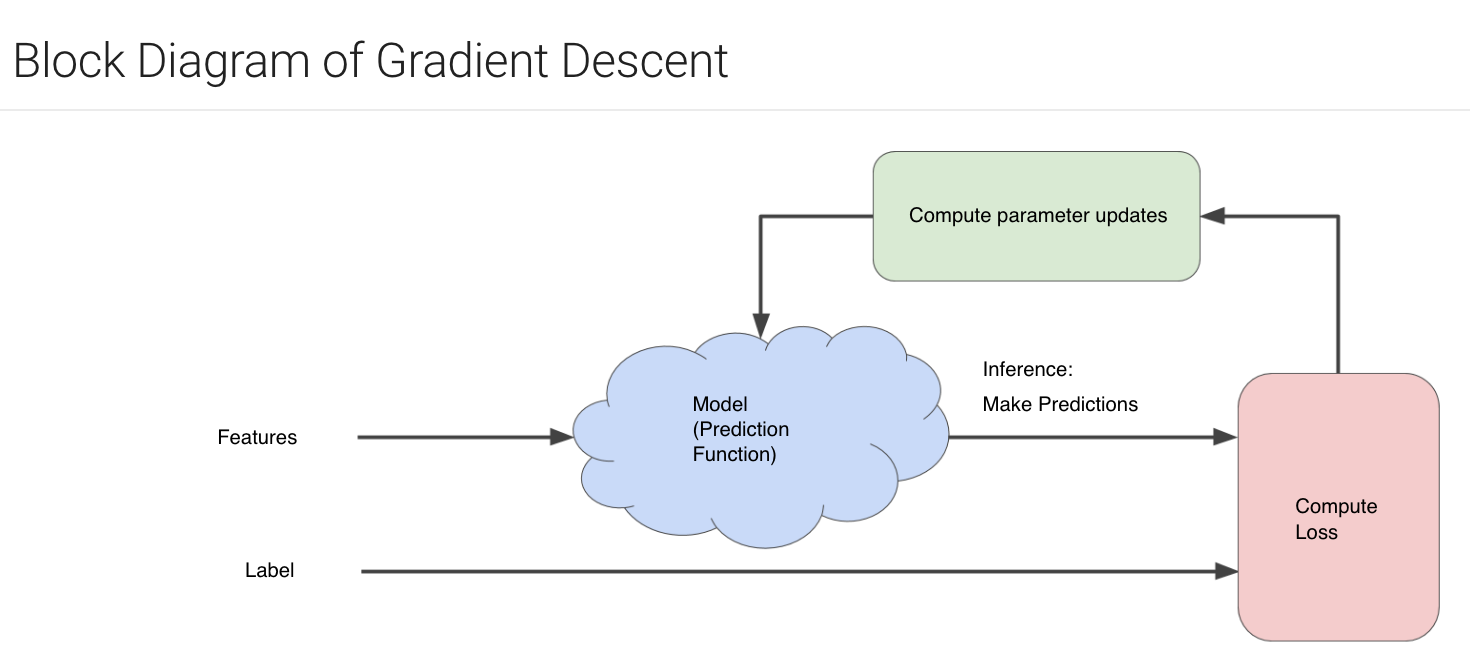 Block Diagram of Gradient Descent
Compute parameter updates
Inference:
Make Predictions
Model
(Prediction
Function)
Features
Compute
Loss
Label